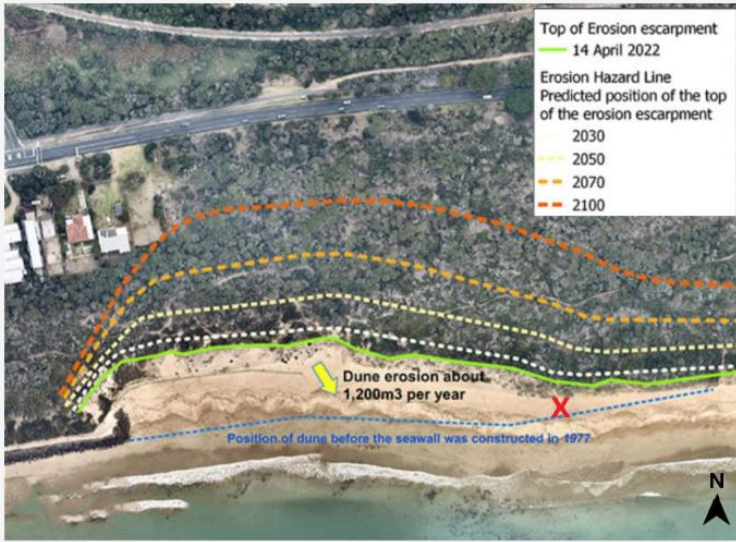 Top of Erosion escarpment
14 April 2022
Erosion Hazard Line
Predicted position of the top
of the erosion escarpment
2030
2050
2070
2100
Dune erosion about
1,200m3 per year
X
Position of dune before the seawall was constructed in 1977
N